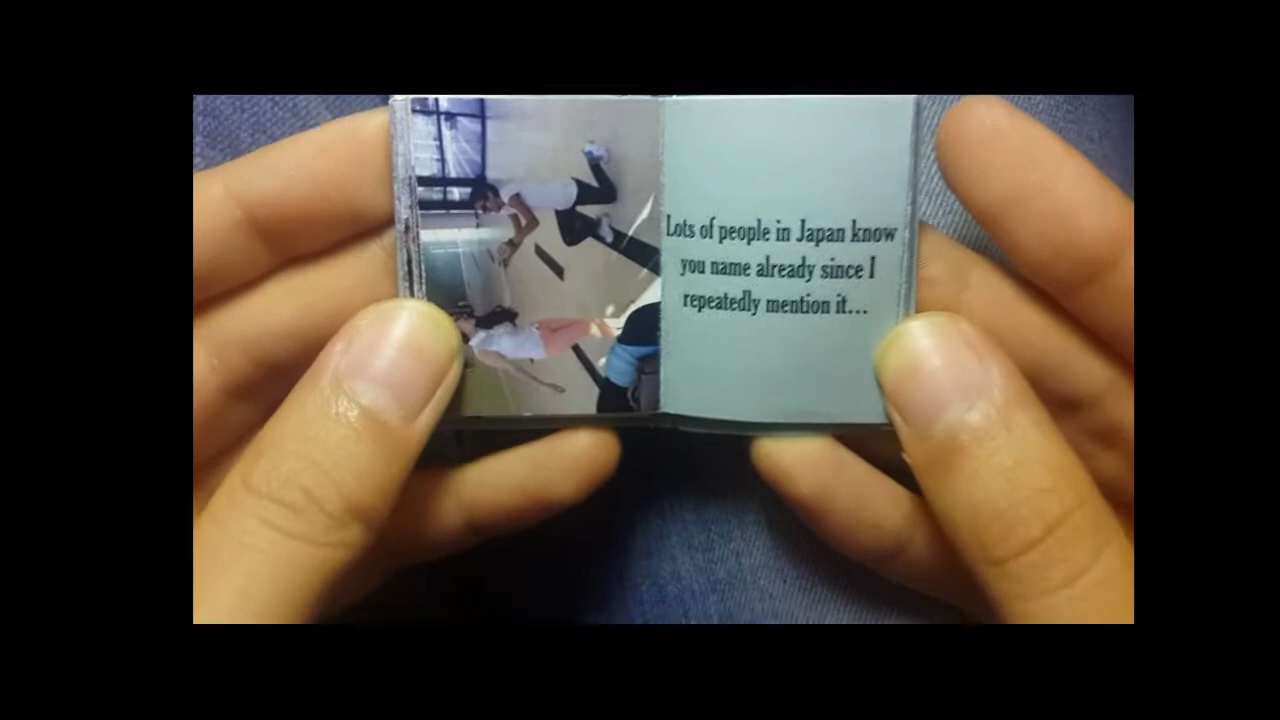 Lots of people in Japan know
you name already since I
repeatedly mention it...